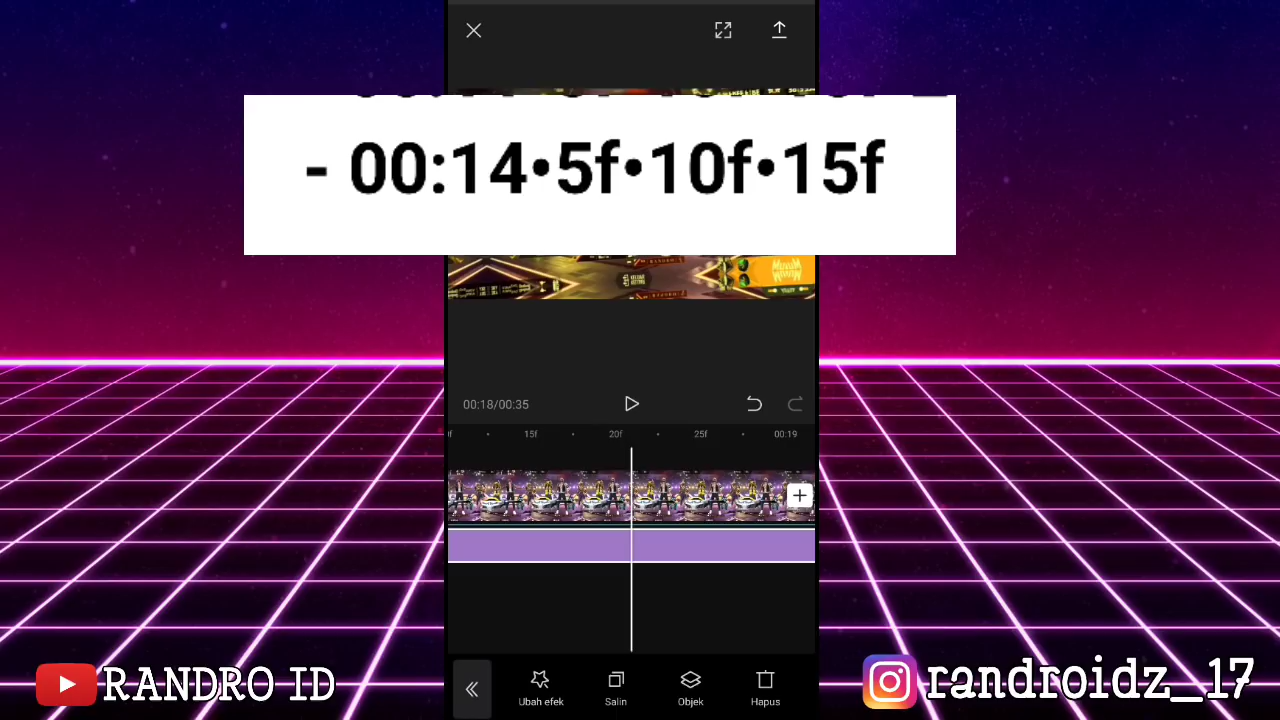 - 00:14•5f•10f•15f
00:18/00:35
f • 15f • 20f • 25f • 00:19
Ubah efek Salin Objek Hapus
RANDRO ID
randroidz_17